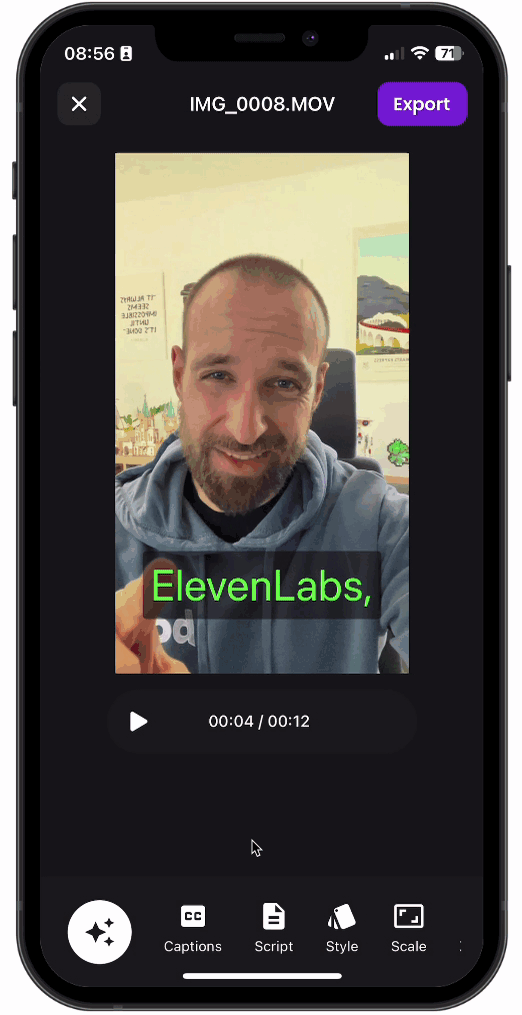 08:56
71
IMG_0008.MOV
Export
"IT ALWAYS
SEEMS
IMPOSSIBLE
UNTIL
IT'S DONE"
ElevenLabs,
00:04 / 00:12
CC
Captions
Script
Style
Scale